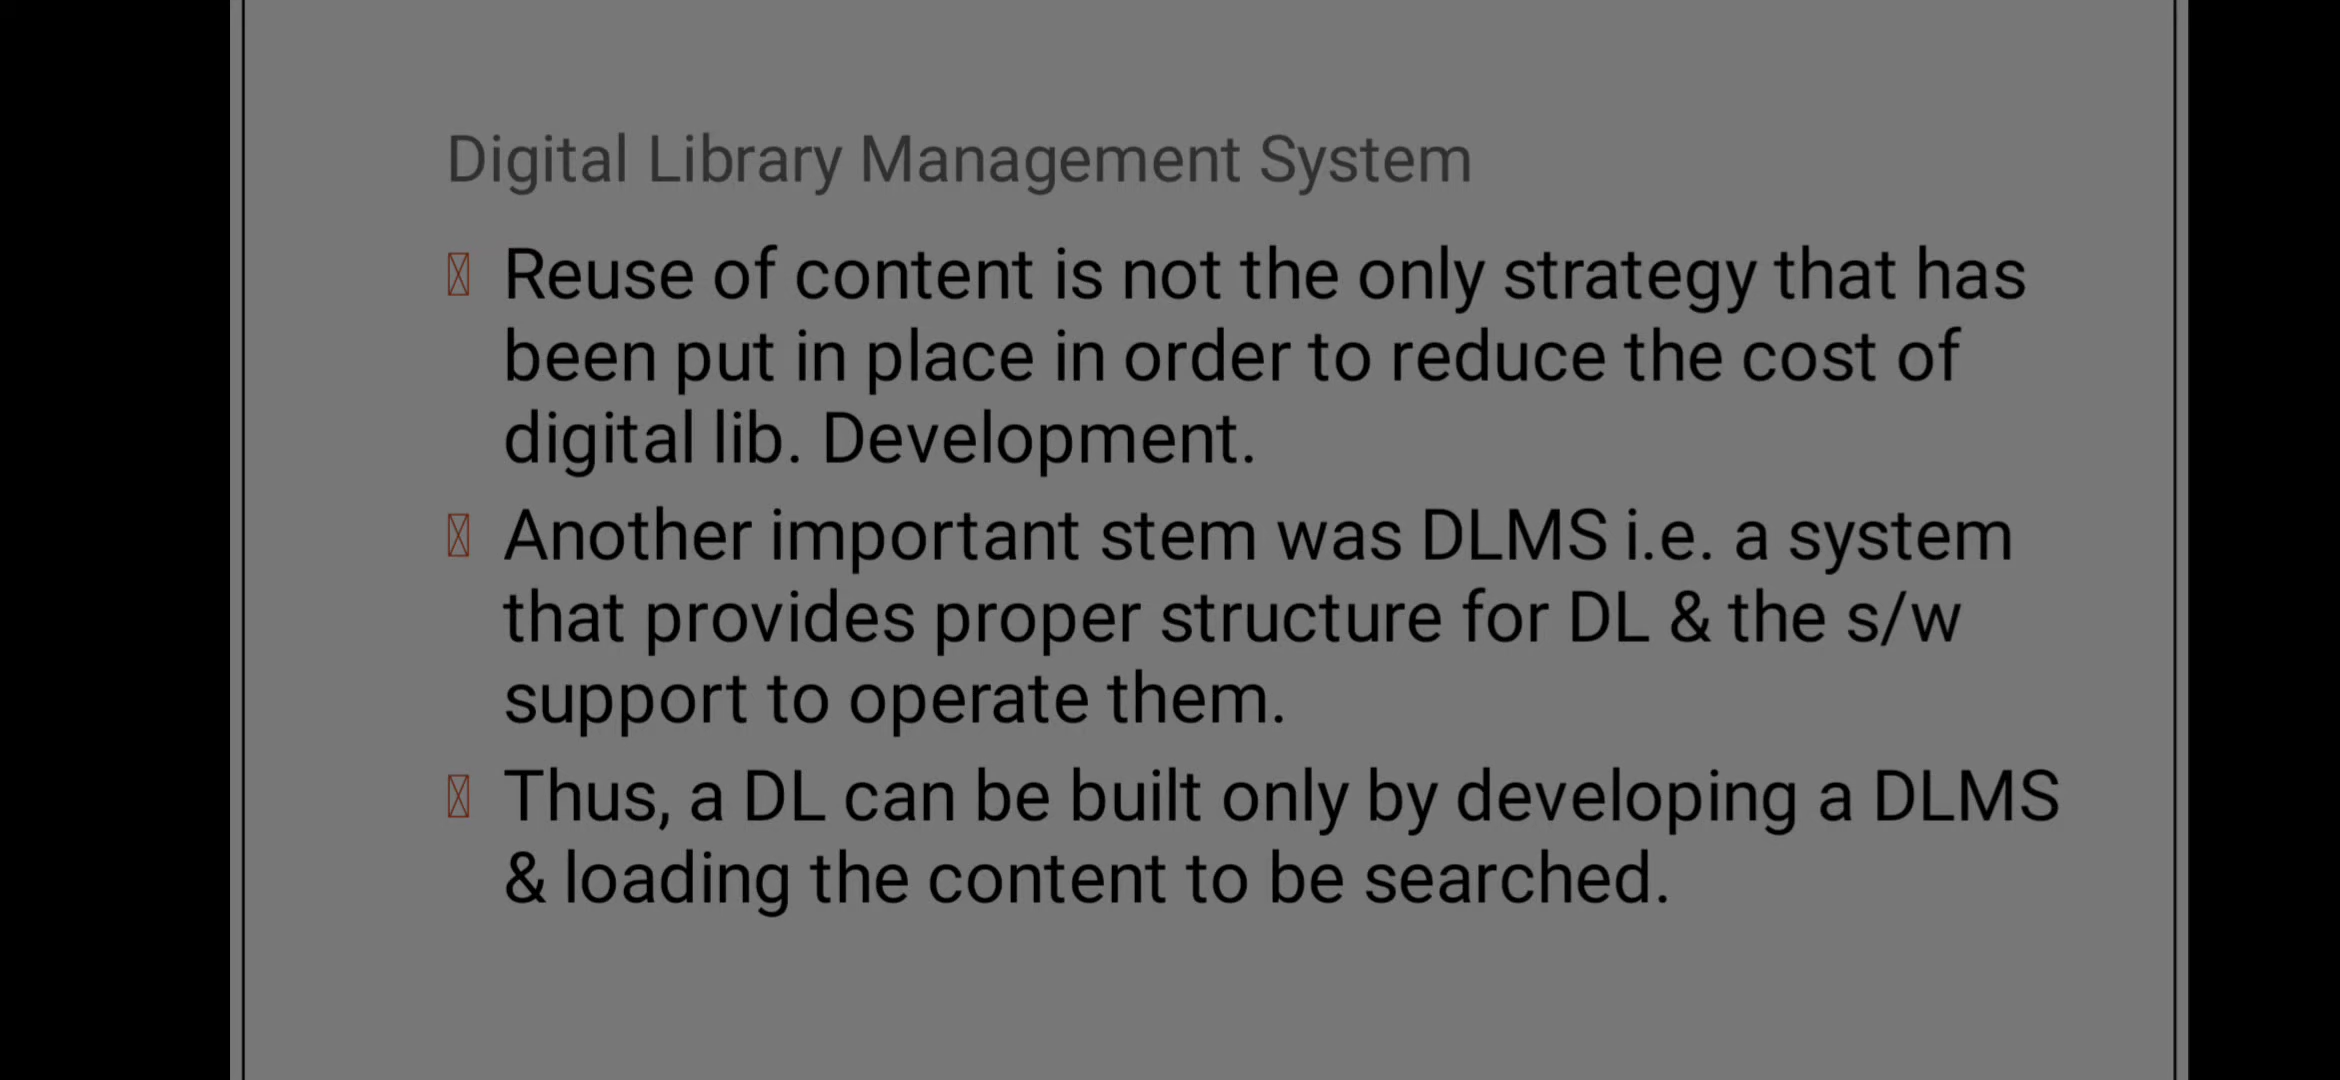 Digital Library Management System
Reuse of content is not the only strategy that has
been put in place in order to reduce the cost of
digital lib. Development.
Another important stem was DLMS i.e. a system
that provides proper structure for DL & the s/w
support to operate them.
Thus, a DL can be built only by developing a DLMS
& loading the content to be searched.